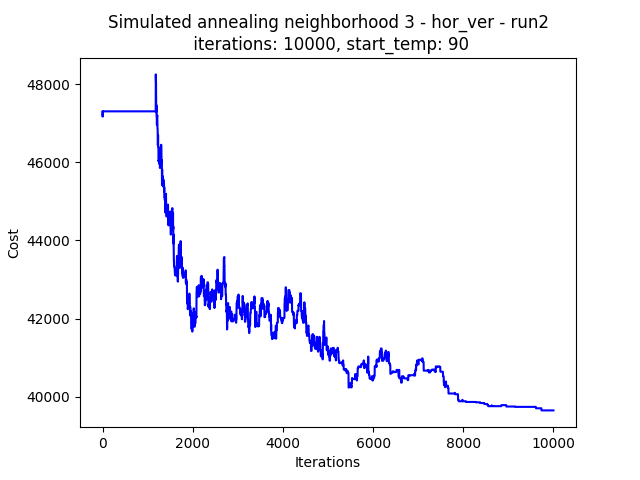 Simulated annealing neighborhood 3 - hor_ver - run2
iterations: 10000, start_temp: 90
48000
46000
44000
42000
40000
Cost
0
2000
4000
6000
8000
10000
Iterations